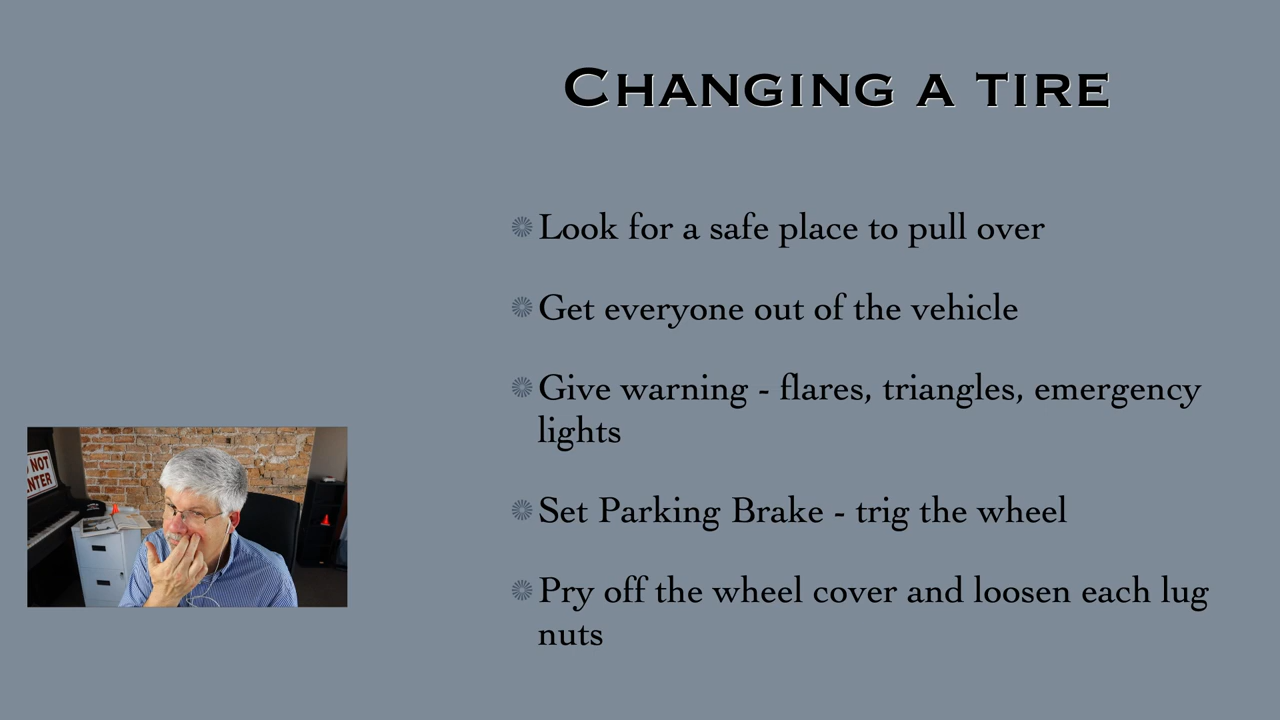 Changing a tire
Look for a safe place to pull over
Get everyone out of the vehicle
Give warning - flares, triangles, emergency
lights
Set Parking Brake - trig the wheel
Pry off the wheel cover and loosen each lug
nuts
NOT